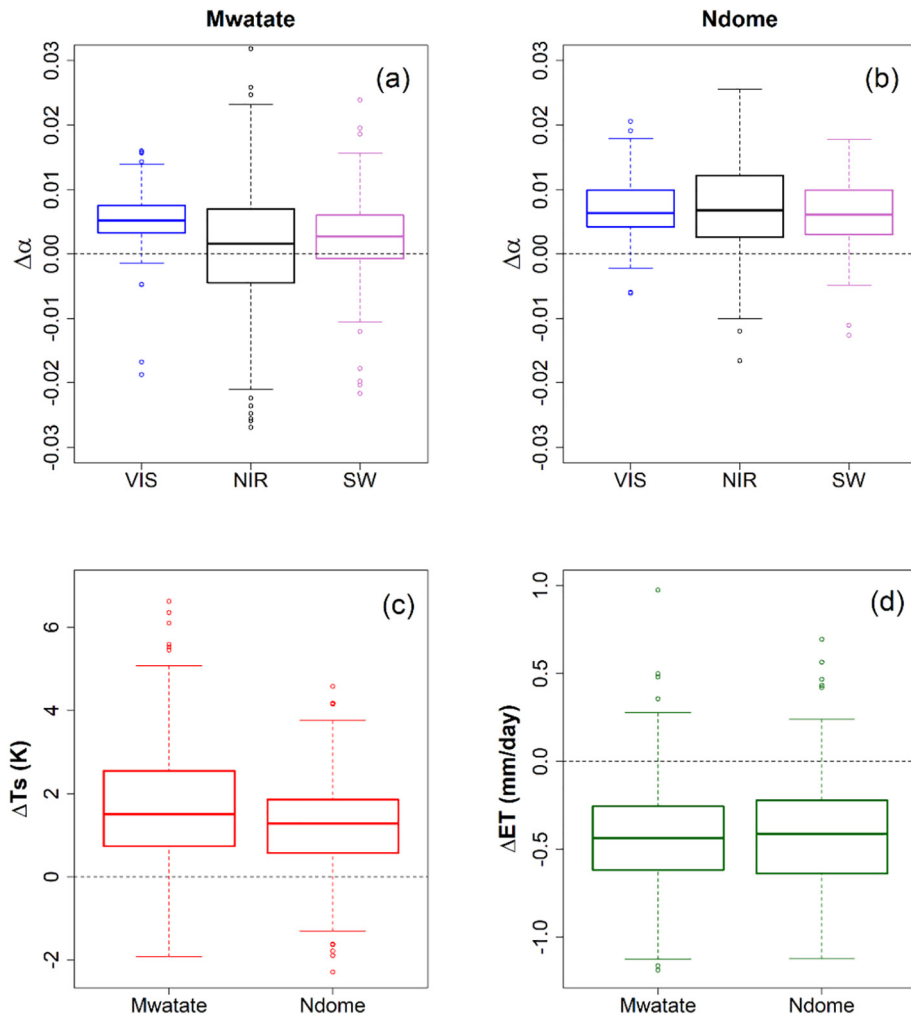 Mwatate
Ndome
(a)
0.03
0.02
0.01
0.00
-0.01
-0.02
-0.03
Δα
VIS NIR SW
(b)
0.03
0.02
0.01
0.00
-0.01
-0.02
-0.03
Δα
VIS NIR SW
(c)
6
4
2
0
-2
ΔTs (K)
Mwatate Ndome
(d)
1.0
0.5
0.0
-0.5
-1.0
ΔET (mm/day)
Mwatate Ndome